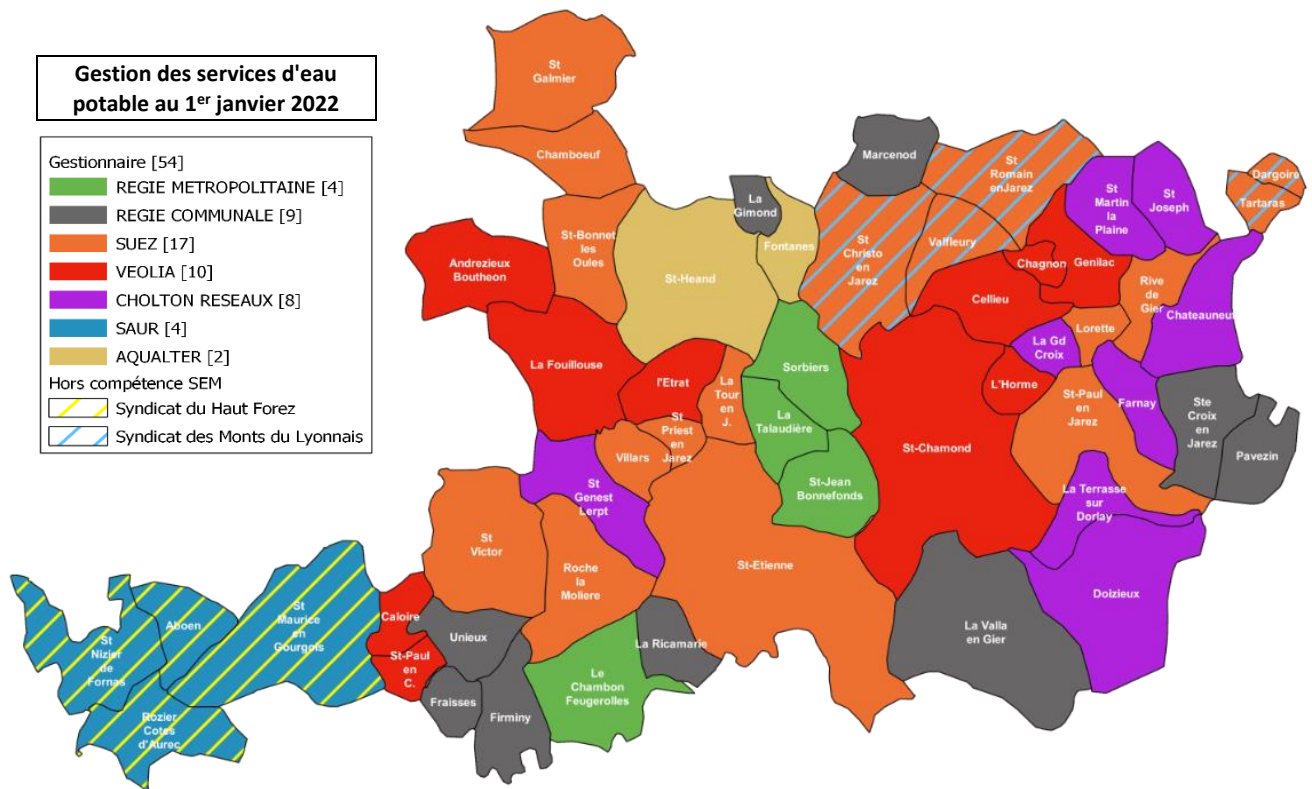 Gestion des services d'eau
potable au 1er janvier 2022
Gestionnaire [54]
REGIE METROPOLITAINE [4]
REGIE COMMUNALE [9]
SUEZ [17]
VEOLIA [10]
CHOLTON RESEAUX [8]
SAUR [4]
AQUALTER [2]
Hors compétence SEM
Syndicat du Haut Forez
Syndicat des Monts du Lyonnais
St
Galmier
Chamboeuf
St-Bonnet
les
Oules
Andrezieux
Boutheon
La Fouillouse
St-Heand
La
Gimond
Fontanes
Marcenod
St
Christo
en
Jarez
St
Romain
enJarez
Valfleury
St
Martin
la
Plaine
St
Joseph
Dargoire
Tartaras
Chagnon
Genilac
Cellieu
Rive
de
Gier
Chateauneuf
Lorette
La Gd
Croix
L'Horme
St-Paul
en
Jarez
Farnay
Ste
Croix
en
Jarez
Pavezin
l'Etrat
La
Tour
en
J.
Sorbiers
La
Talaudière
St-Jean
Bonnefonds
St-Chamond
St
Priest
en
Jarez
Villars
St
Genest
Lerpt
La Terrasse
sur
Dorlay
Doizieux
La Valla
en Gier
St-Etienne
St
Victor
Roche
la
Moliere
La Ricamarie
Le
Chambon
Feugerolles
Unieux
Firminy
Fraisses
Caloire
St-Paul
en
C.
St
Maurice
en
Gourgois
Aboen
St
Nizier
de
Fornas
Rozier
Cotes
d'Aurec